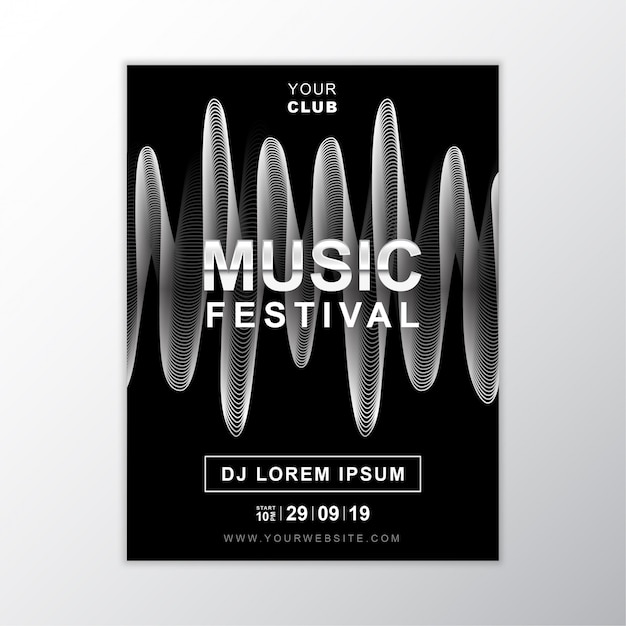 YOUR
CLUB
MUSIC
FESTIVAL
DJ LOREM IPSUM
START
10PM | 29 | 09 | 19
WWW.YOURWEBSITE.COM